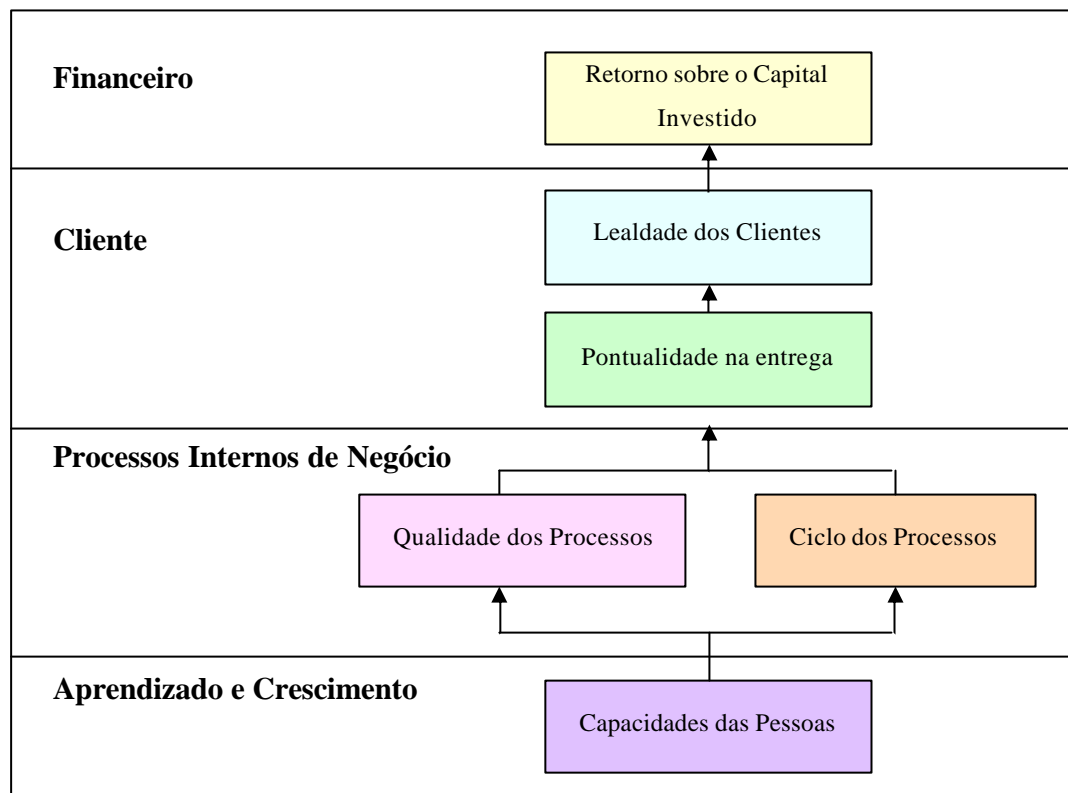 Financeiro
Retorno sobre o Capital
Investido
Cliente
Lealdade dos Clientes
Pontualidade na entrega
Processos Internos de Negócio
Qualidade dos Processos
Ciclo dos Processos
Aprendizado e Crescimento
Capacidades das Pessoas